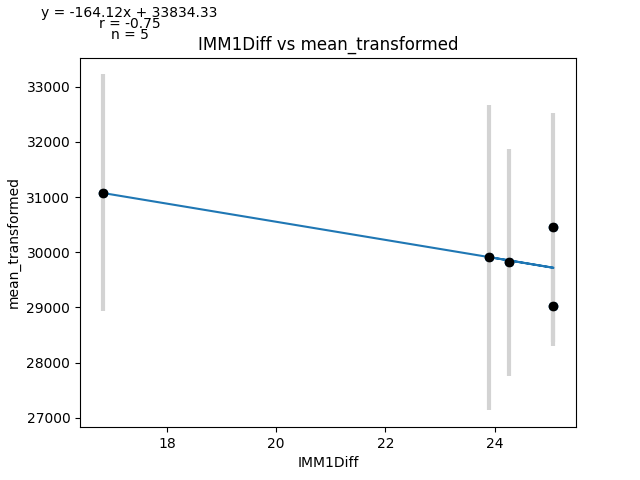 y = -164.12x + 33834.33
r = -0.75
n = 5
IMM1Diff vs mean_transformed
33000
32000
31000
30000
29000
28000
27000
mean_transformed
18
20
22
24
IMM1Diff